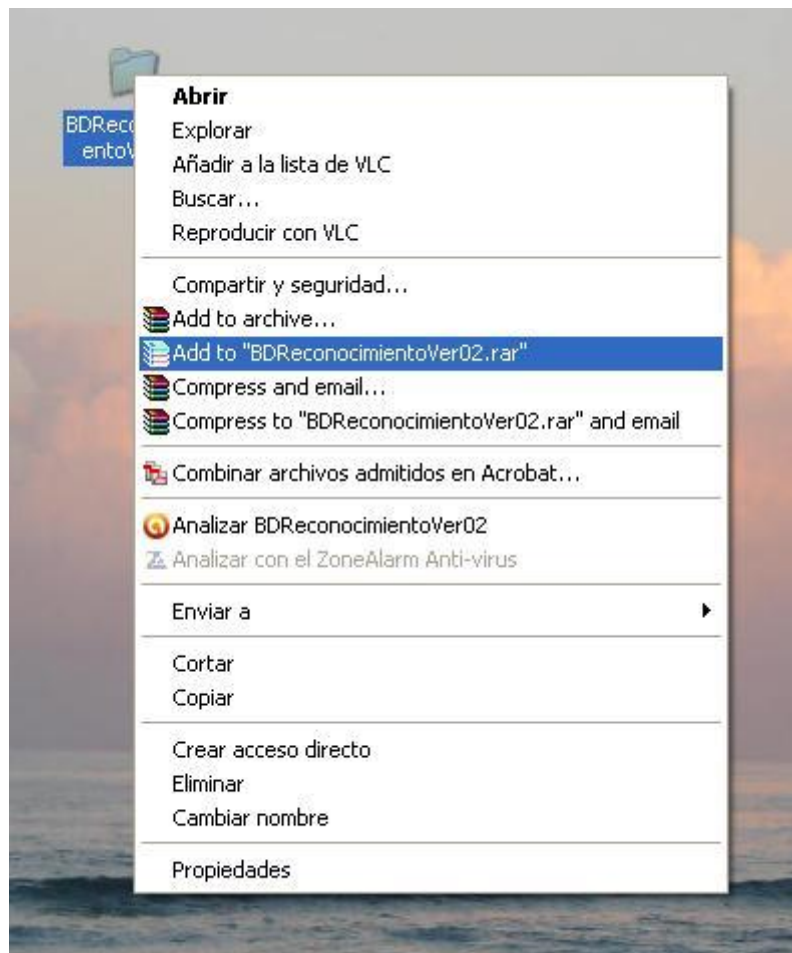 BDReco
entoV
Abrir
Explorar
Añadir a la lista de VLC
Buscar...
Reproducir con VLC
Compartir y seguridad...
Add to archive...
Add to "BDReconocimientoVer02.rar"
Compress and email...
Compress to "BDReconocimientoVer02.rar" and email
Combinar archivos admitidos en Acrobat...
Analizar BDReconocimientoVer02
Analizar con el ZoneAlarm Anti-virus
Enviar a
Cortar
Copiar
Crear acceso directo
Eliminar
Cambiar nombre
Propiedades